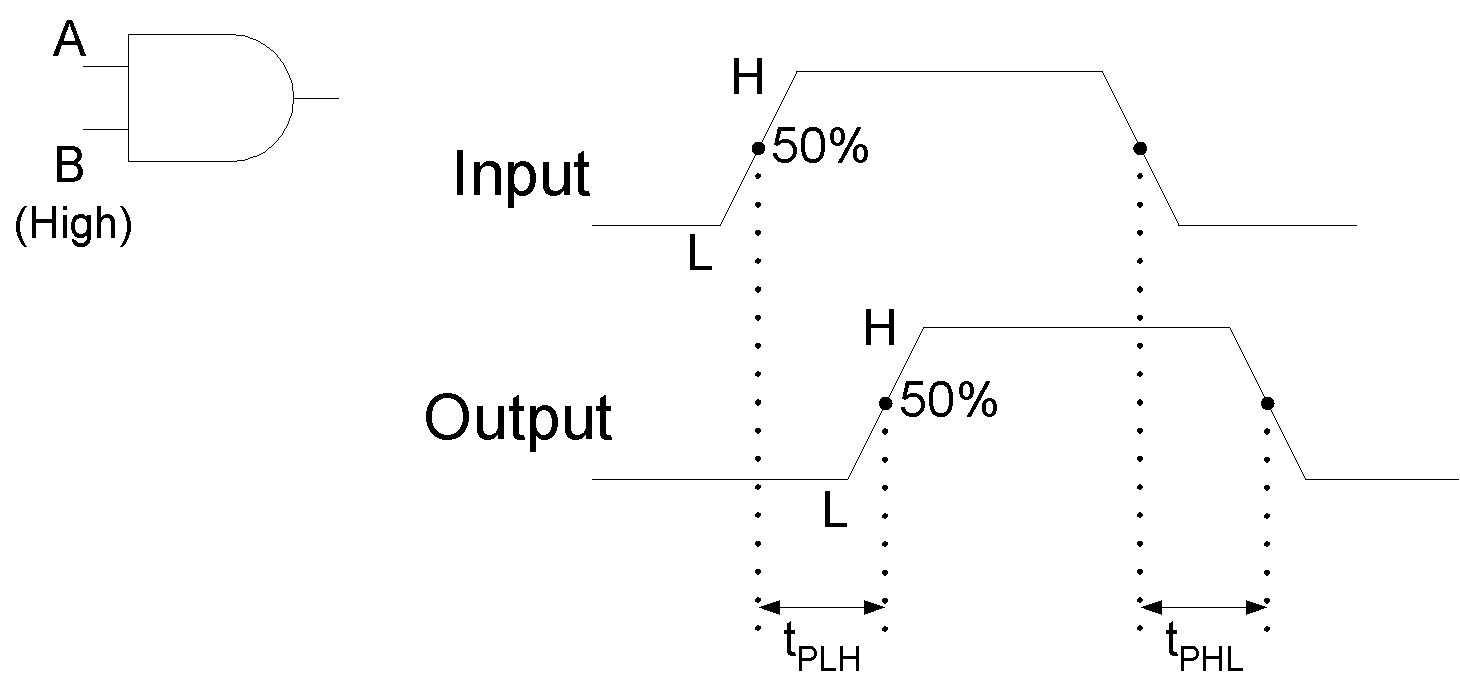 A
B
(High)
H
50%
Input
L
H
50%
Output
L
tPLH
tPHL